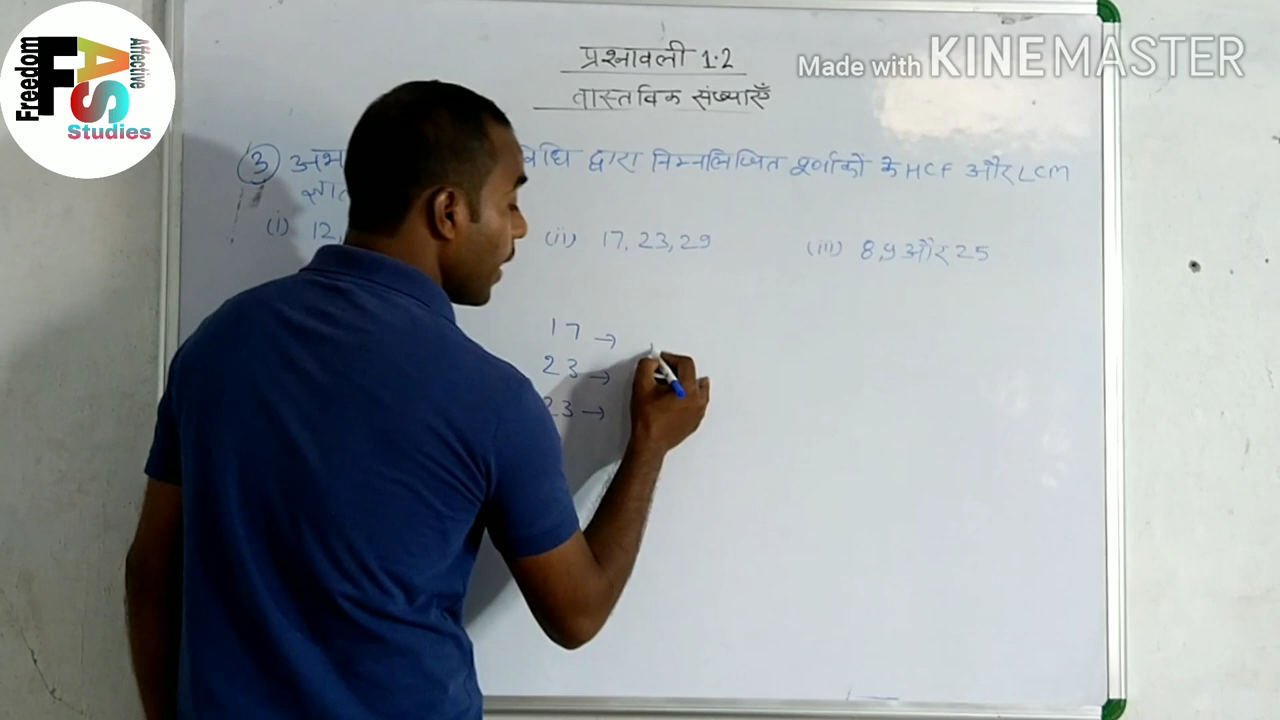 Freedom
FAS
Affective
Studies
Made with KINEMASTER
प्रश्नावली 1.2
वास्तविक संख्याएँ
③ विधि द्वारा निम्नलिखित पूर्णांकों के HCF और LCM
(i) 12, (ii) 17, 23, 29 (iii) 8, 9 और 25
17 →
23 →
23 →